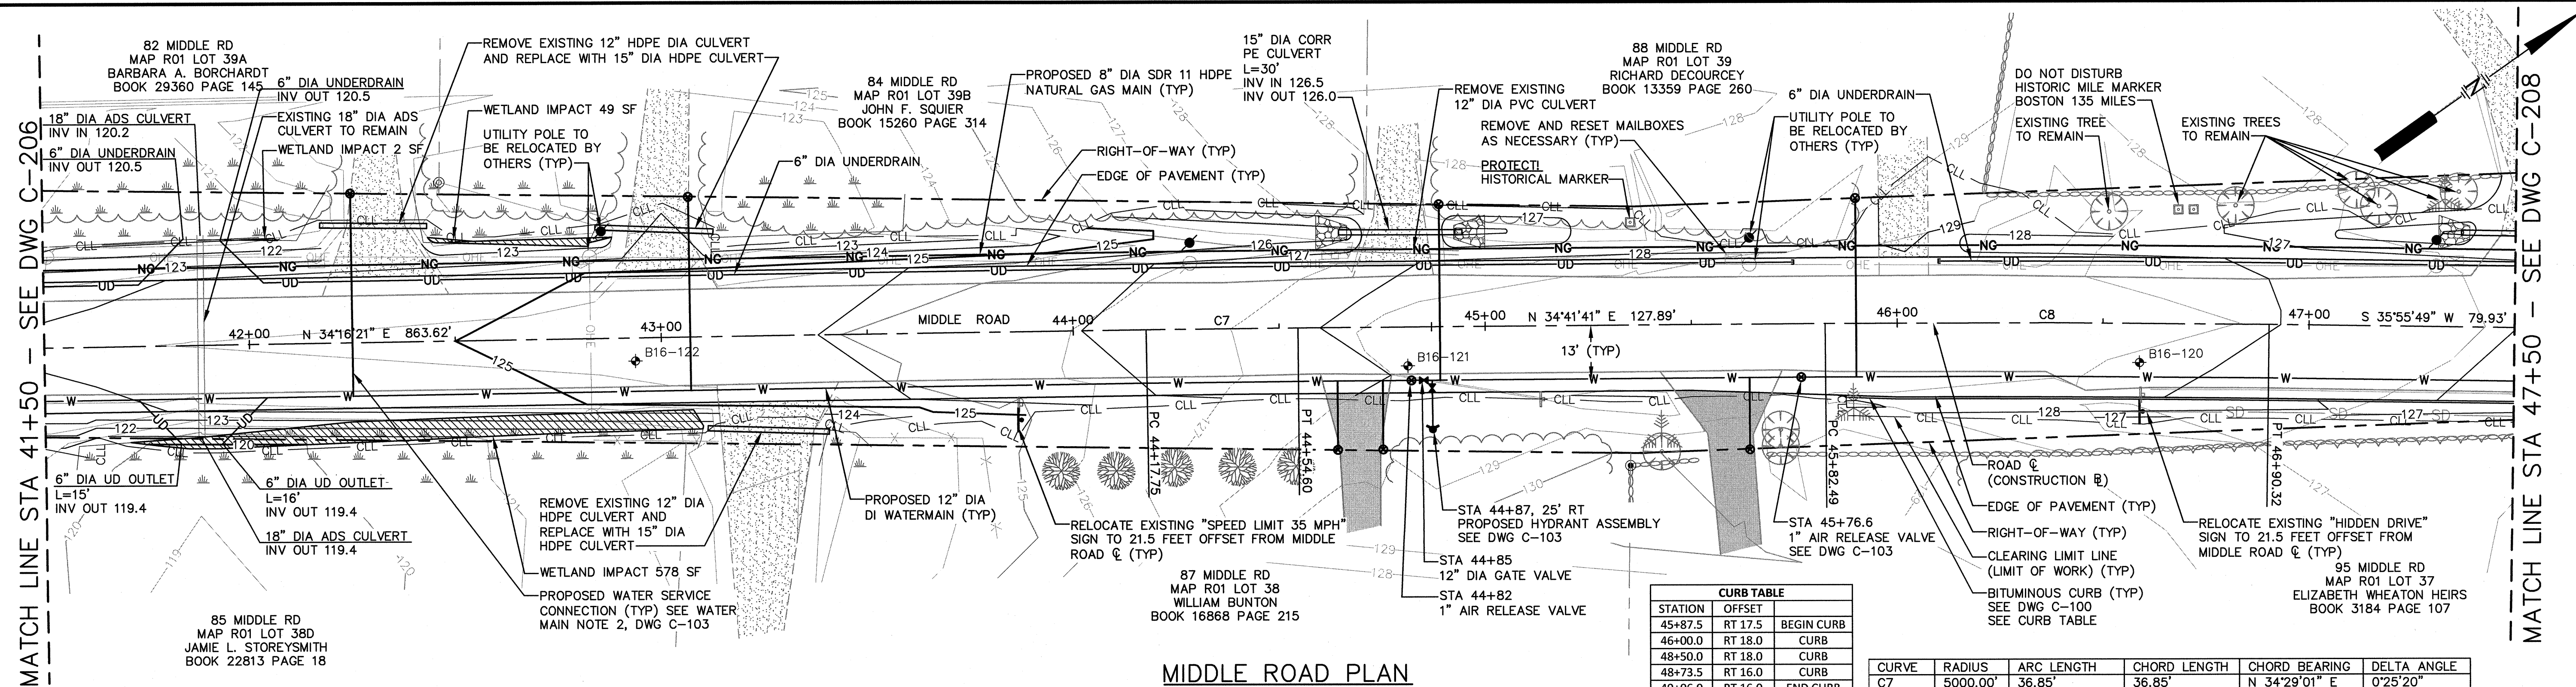 MATCH LINE STA 41+50 - SEE DWG C-206
82 MIDDLE RD
MAP R01 LOT 39A
BARBARA A. BORCHARDT
BOOK 29360 PAGE 145
6" DIA UNDERDRAIN
INV OUT 120.5
18" DIA ADS CULVERT
INV IN 120.2
6" DIA UNDERDRAIN
INV OUT 120.5
EXISTING 18" DIA ADS
CULVERT TO REMAIN
WETLAND IMPACT 2 SF
REMOVE EXISTING 12" HDPE DIA CULVERT
AND REPLACE WITH 15" DIA HDPE CULVERT
WETLAND IMPACT 49 SF
UTILITY POLE TO
BE RELOCATED BY
OTHERS (TYP)
84 MIDDLE RD
MAP R01 LOT 39B
JOHN F. SQUIER
BOOK 15260 PAGE 314
6" DIA UNDERDRAIN
PROPOSED 8" DIA SDR 11 HDPE
NATURAL GAS MAIN (TYP)
RIGHT-OF-WAY (TYP)
EDGE OF PAVEMENT (TYP)
15" DIA CORR
PE CULVERT
L=30'
INV IN 126.5
INV OUT 126.0
REMOVE EXISTING
12" DIA PVC CULVERT
REMOVE AND RESET MAILBOXES
AS NECESSARY (TYP)
PROTECT!
HISTORICAL MARKER
88 MIDDLE RD
MAP R01 LOT 39
RICHARD DECOURCEY
BOOK 13359 PAGE 260
6" DIA UNDERDRAIN
UTILITY POLE TO
BE RELOCATED BY
OTHERS (TYP)
DO NOT DISTURB
HISTORIC MILE MARKER
BOSTON 135 MILES
EXISTING TREE
TO REMAIN
EXISTING TREES
TO REMAIN
N
42+00
N 34°16'21" E 863.62'
43+00
MIDDLE ROAD
44+00
C7
45+00
N 34°41'41" E 127.89'
46+00
C8
47+00
S 35°55'49" W 79.93'
B16-122
B16-121
13' (TYP)
B16-120
PC 44+17.75
PT 44+54.60
PC 45+82.49
PT 46+90.32
6" DIA UD OUTLET
L=15'
INV OUT 119.4
6" DIA UD OUTLET
L=16'
INV OUT 119.4
18" DIA ADS CULVERT
INV OUT 119.4
85 MIDDLE RD
MAP R01 LOT 38D
JAMIE L. STOREYSMITH
BOOK 22813 PAGE 18
REMOVE EXISTING 12" DIA
HDPE CULVERT AND
REPLACE WITH 15" DIA
HDPE CULVERT
WETLAND IMPACT 578 SF
PROPOSED WATER SERVICE
CONNECTION (TYP) SEE WATER
MAIN NOTE 2, DWG C-103
PROPOSED 12" DIA
DI WATERMAIN (TYP)
RELOCATE EXISTING "SPEED LIMIT 35 MPH"
SIGN TO 21.5 FEET OFFSET FROM MIDDLE
ROAD ℄ (TYP)
87 MIDDLE RD
MAP R01 LOT 38
WILLIAM BUNTON
BOOK 16868 PAGE 215
STA 44+87, 25' RT
PROPOSED HYDRANT ASSEMBLY
SEE DWG C-103
STA 44+85
12" DIA GATE VALVE
STA 44+82
1" AIR RELEASE VALVE
STA 45+76.6
1" AIR RELEASE VALVE
SEE DWG C-103
ROAD ℄
(CONSTRUCTION BL)
EDGE OF PAVEMENT (TYP)
RIGHT-OF-WAY (TYP)
CLEARING LIMIT LINE
(LIMIT OF WORK) (TYP)
BITUMINOUS CURB (TYP)
SEE DWG C-100
SEE CURB TABLE
RELOCATE EXISTING "HIDDEN DRIVE"
SIGN TO 21.5 FEET OFFSET FROM
MIDDLE ROAD ℄ (TYP)
95 MIDDLE RD
MAP R01 LOT 37
ELIZABETH WHEATON HEIRS
BOOK 3184 PAGE 107
MATCH LINE STA 47+50 - SEE DWG C-208
MIDDLE ROAD PLAN
CURB TABLE
STATION OFFSET
45+87.5 RT 17.5 BEGIN CURB
46+00.0 RT 18.0 CURB
48+50.0 RT 18.0 CURB
48+73.5 RT 16.0 CURB
RT 16.0 END CURB
CURVE RADIUS ARC LENGTH CHORD LENGTH CHORD BEARING DELTA ANGLE
C7 5000.00' 36.85' 36.85' N 34°29'01" E 0°25'20"